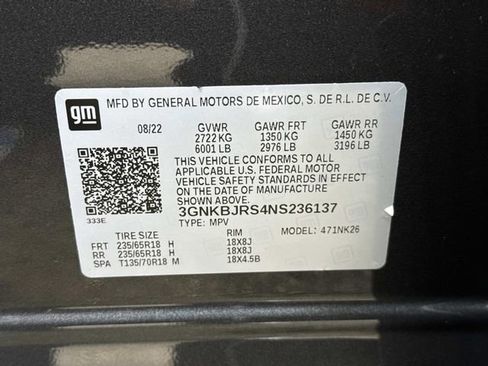 gm
MFD BY GENERAL MOTORS DE MEXICO, S. DE R.L. DE C.V.
08/22 GVWR GAWR FRT GAWR RR
2722 KG 1350 KG 1450 KG
6001 LB 2976 LB 3196 LB
THIS VEHICLE CONFORMS TO ALL
APPLICABLE U.S. FEDERAL MOTOR
VEHICLE SAFETY STANDARDS IN EFFECT
ON THE DATE OF MANUFACTURE
SHOWN ABOVE.
3GNKBJRS4NS236137
333E
TYPE: MPV MODEL: 471NK26
TIRE SIZE RIM
FRT 235/65R18 H 18X8J
RR 235/65R18 H 18X8J
SPA T135/70R18 M 18X4.5B